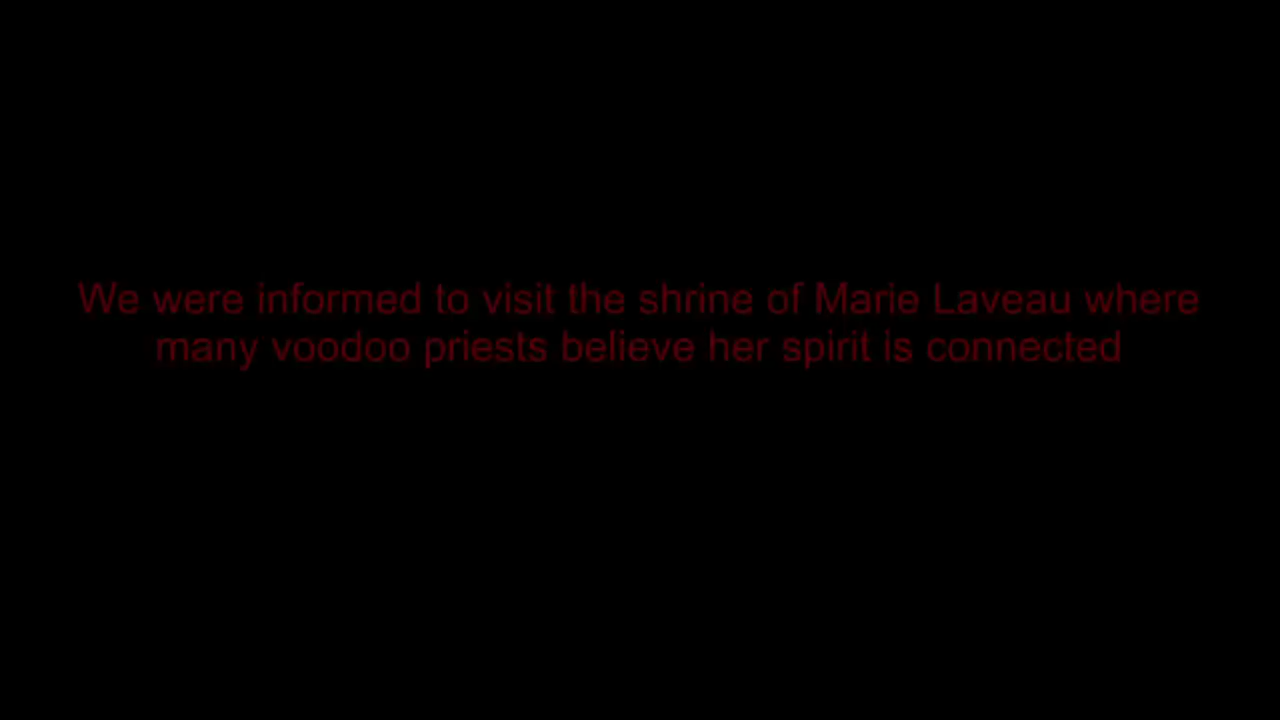 We were informed to visit the shrine of Marie Laveau where
many voodoo priests believe her spirit is connected